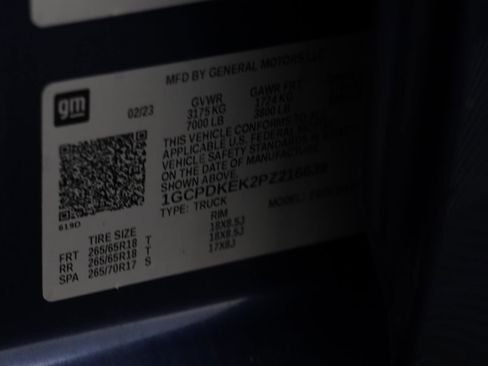 MFD BY GENERAL MOTORS LLC
gm
02/23
GVWR GAWR FRT
3175 KG 1724 KG
7000 LB 3800 LB
THIS VEHICLE CONFORMS TO ALL
APPLICABLE U.S. FEDERAL MOTOR
VEHICLE SAFETY STANDARDS IN
ON THE DATE OF MANUFACTURE
SHOWN ABOVE.
TYPE: TRUCK MODEL:
619D
TIRE SIZE RIM
FRT 265/65R18 T 18X8.5J
RR 265/65R18 T 18X8.5J
SPA 265/70R17 S 17X8J